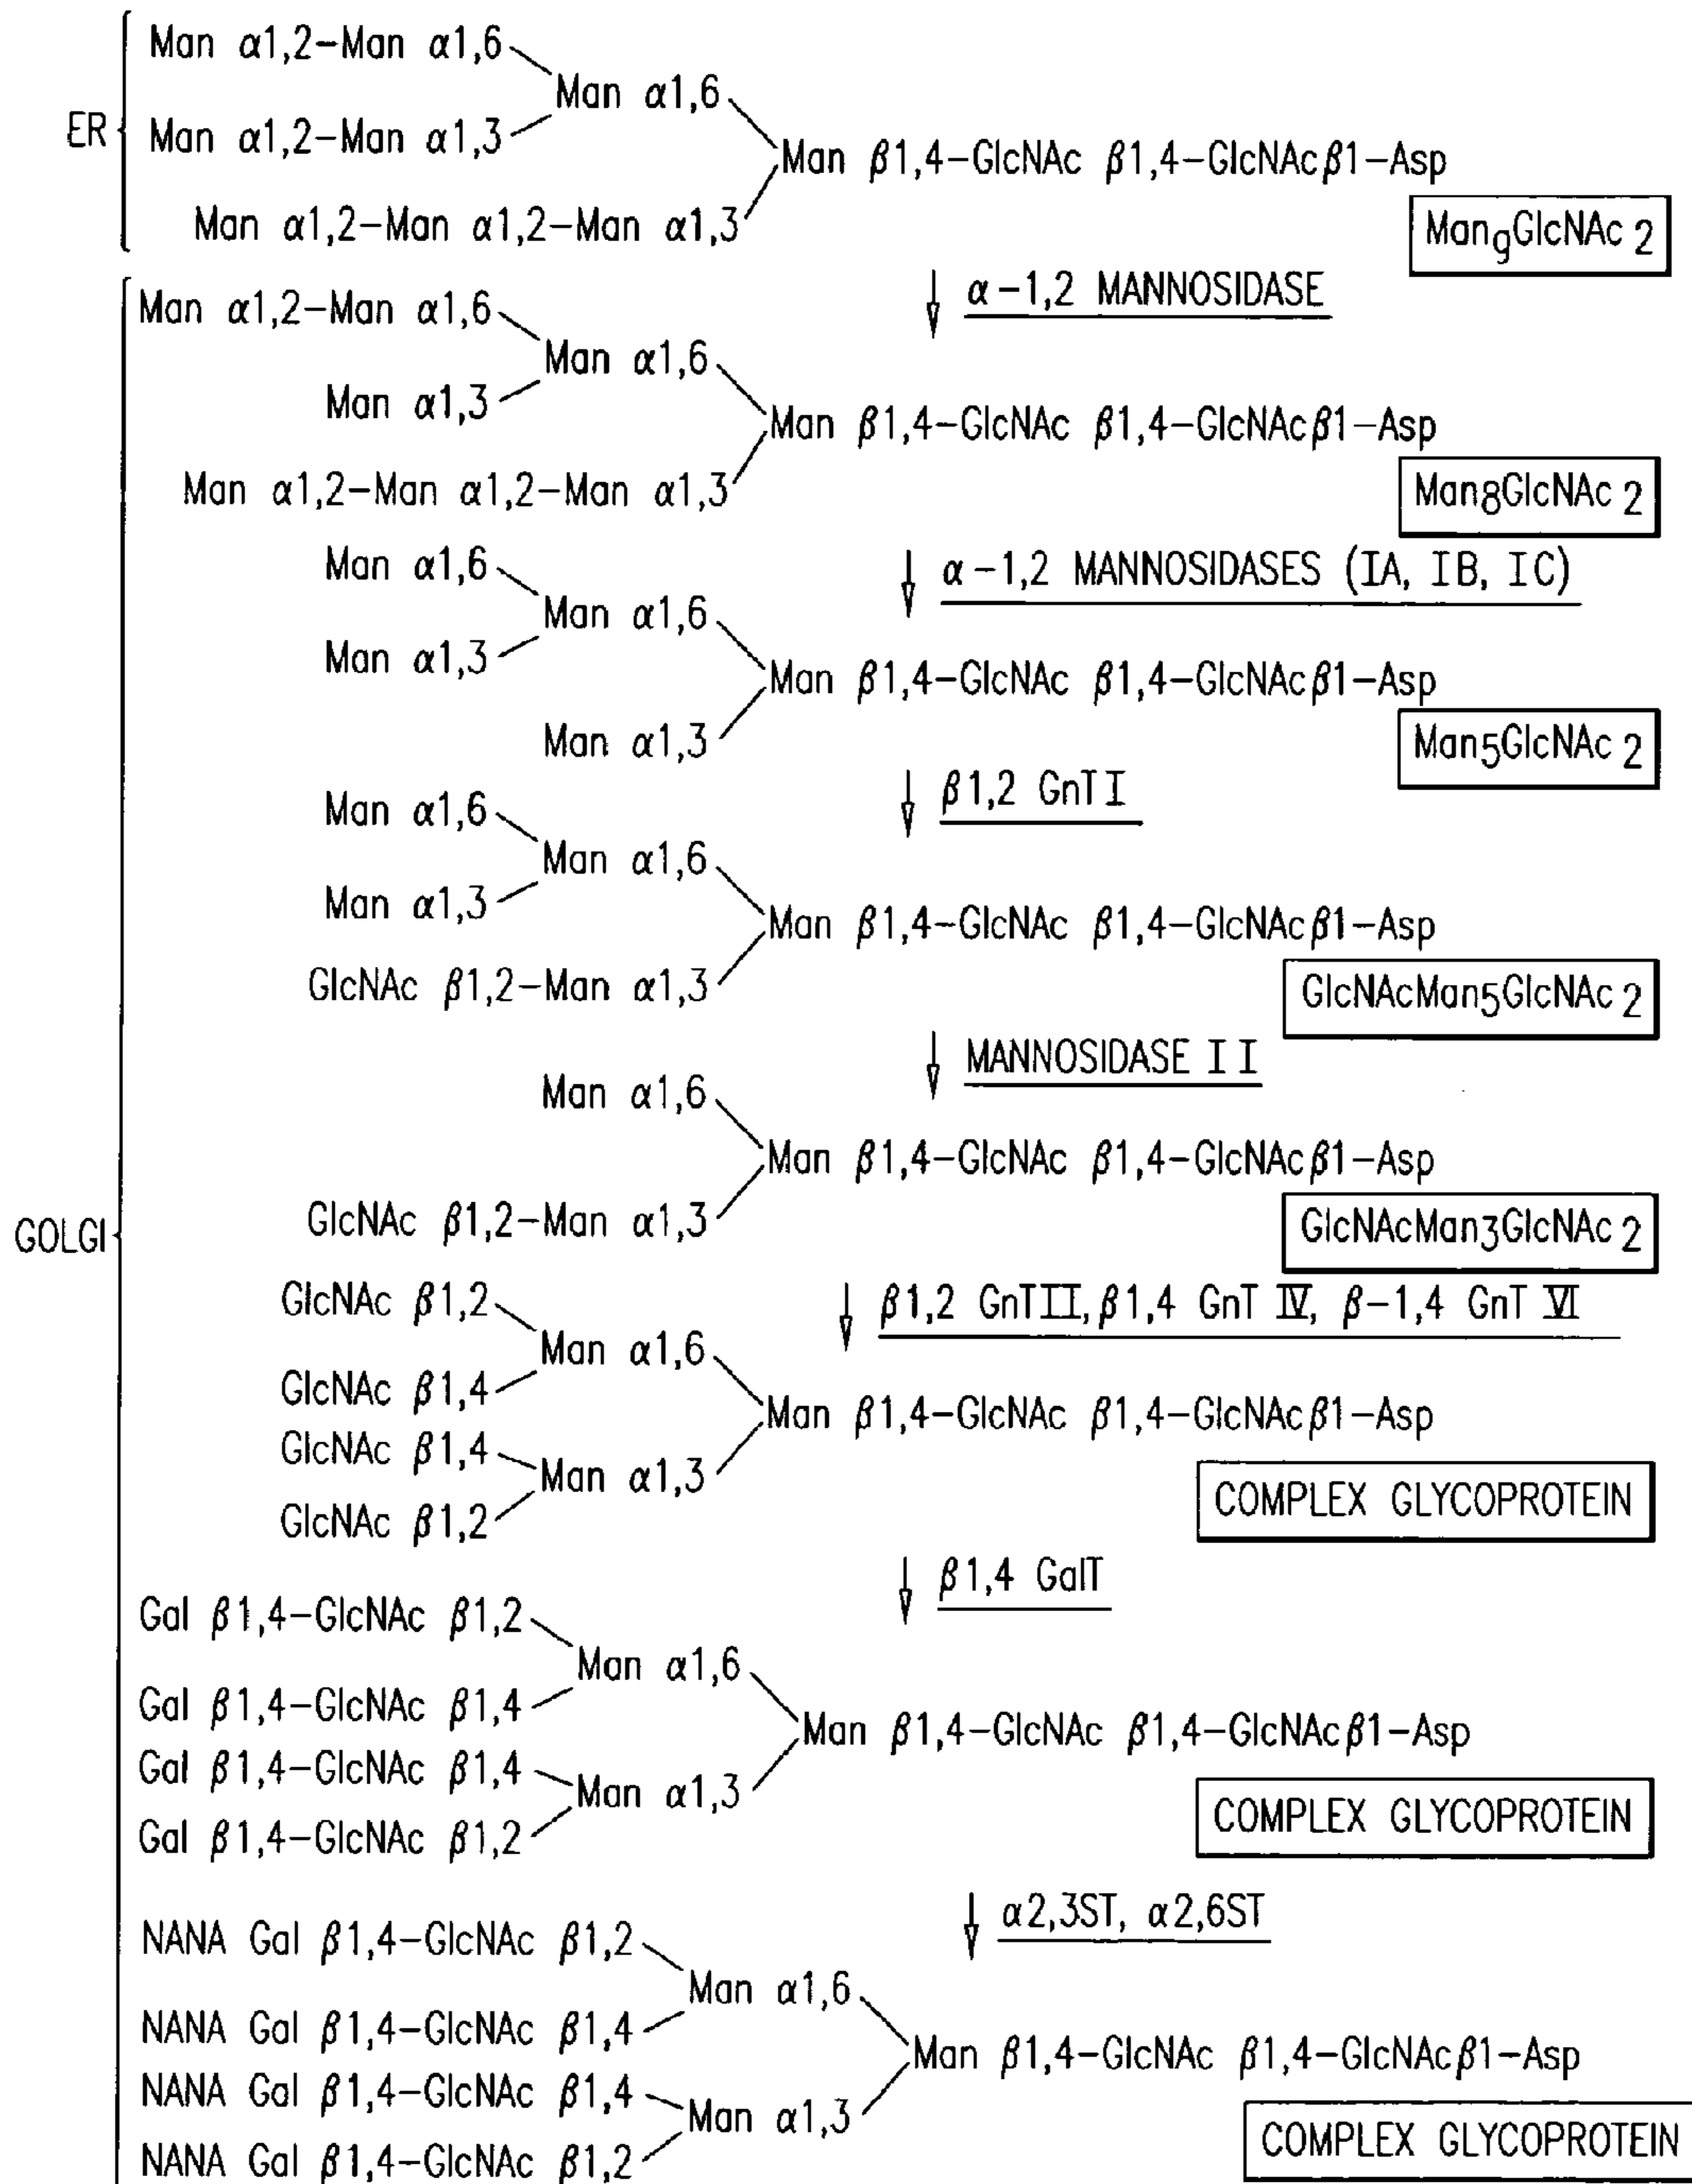 Man α1,2–Man α1,6
Man α1,6
ER
Man α1,2–Man α1,3
Man β1,4–GlcNAc β1,4–GlcNAcβ1–Asp
Man α1,2–Man α1,2–Man α1,3
Man9GlcNAc2
α–1,2 MANNOSIDASE
Man α1,2–Man α1,6
Man α1,6
Man α1,3
Man β1,4–GlcNAc β1,4–GlcNAcβ1–Asp
Man α1,2–Man α1,2–Man α1,3
Man8GlcNAc2
α–1,2 MANNOSIDASES (IA, IB, IC)
Man α1,6
Man α1,6
Man α1,3
Man β1,4–GlcNAc β1,4–GlcNAcβ1–Asp
Man α1,3
Man5GlcNAc2
β1,2 GnTI
Man α1,6
Man α1,6
Man α1,3
Man β1,4–GlcNAc β1,4–GlcNAcβ1–Asp
GlcNAc β1,2–Man α1,3
GlcNAcMan5GlcNAc2
MANNOSIDASE II
Man α1,6
Man β1,4–GlcNAc β1,4–GlcNAcβ1–Asp
GlcNAc β1,2–Man α1,3
GlcNAcMan3GlcNAc2
GOLGI
β1,2 GnTII, β1,4 GnT IV, β–1,4 GnT VI
GlcNAc β1,2
Man α1,6
GlcNAc β1,4
Man β1,4–GlcNAc β1,4–GlcNAcβ1–Asp
GlcNAc β1,4
Man α1,3
GlcNAc β1,2
COMPLEX GLYCOPROTEIN
β1,4 GalT
Gal β1,4–GlcNAc β1,2
Man α1,6
Gal β1,4–GlcNAc β1,4
Man β1,4–GlcNAc β1,4–GlcNAcβ1–Asp
Gal β1,4–GlcNAc β1,4
Man α1,3
Gal β1,4–GlcNAc β1,2
COMPLEX GLYCOPROTEIN
α2,3ST, α2,6ST
NANA Gal β1,4–GlcNAc β1,2
Man α1,6
NANA Gal β1,4–GlcNAc β1,4
Man β1,4–GlcNAc β1,4–GlcNAcβ1–Asp
NANA Gal β1,4–GlcNAc β1,4
Man α1,3
NANA Gal β1,4–GlcNAc β1,2
COMPLEX GLYCOPROTEIN